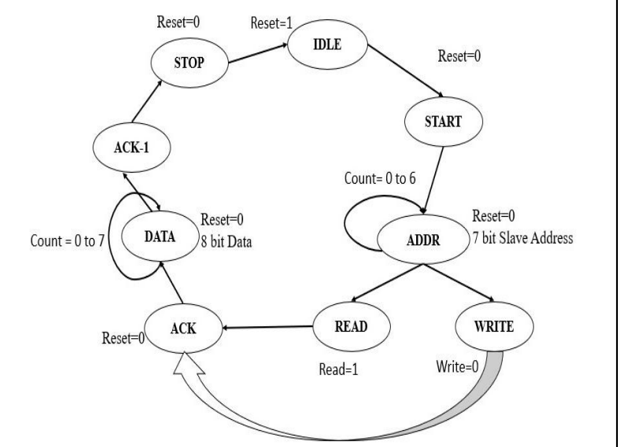 Reset=0
Reset=1
IDLE
STOP
Reset=0
START
ACK-1
Count= 0 to 6
Reset=0
7 bit Slave Address
ADDR
Reset=0
8 bit Data
DATA
Count = 0 to 7
ACK
READ
WRITE
Reset=0
Read=1
Write=0